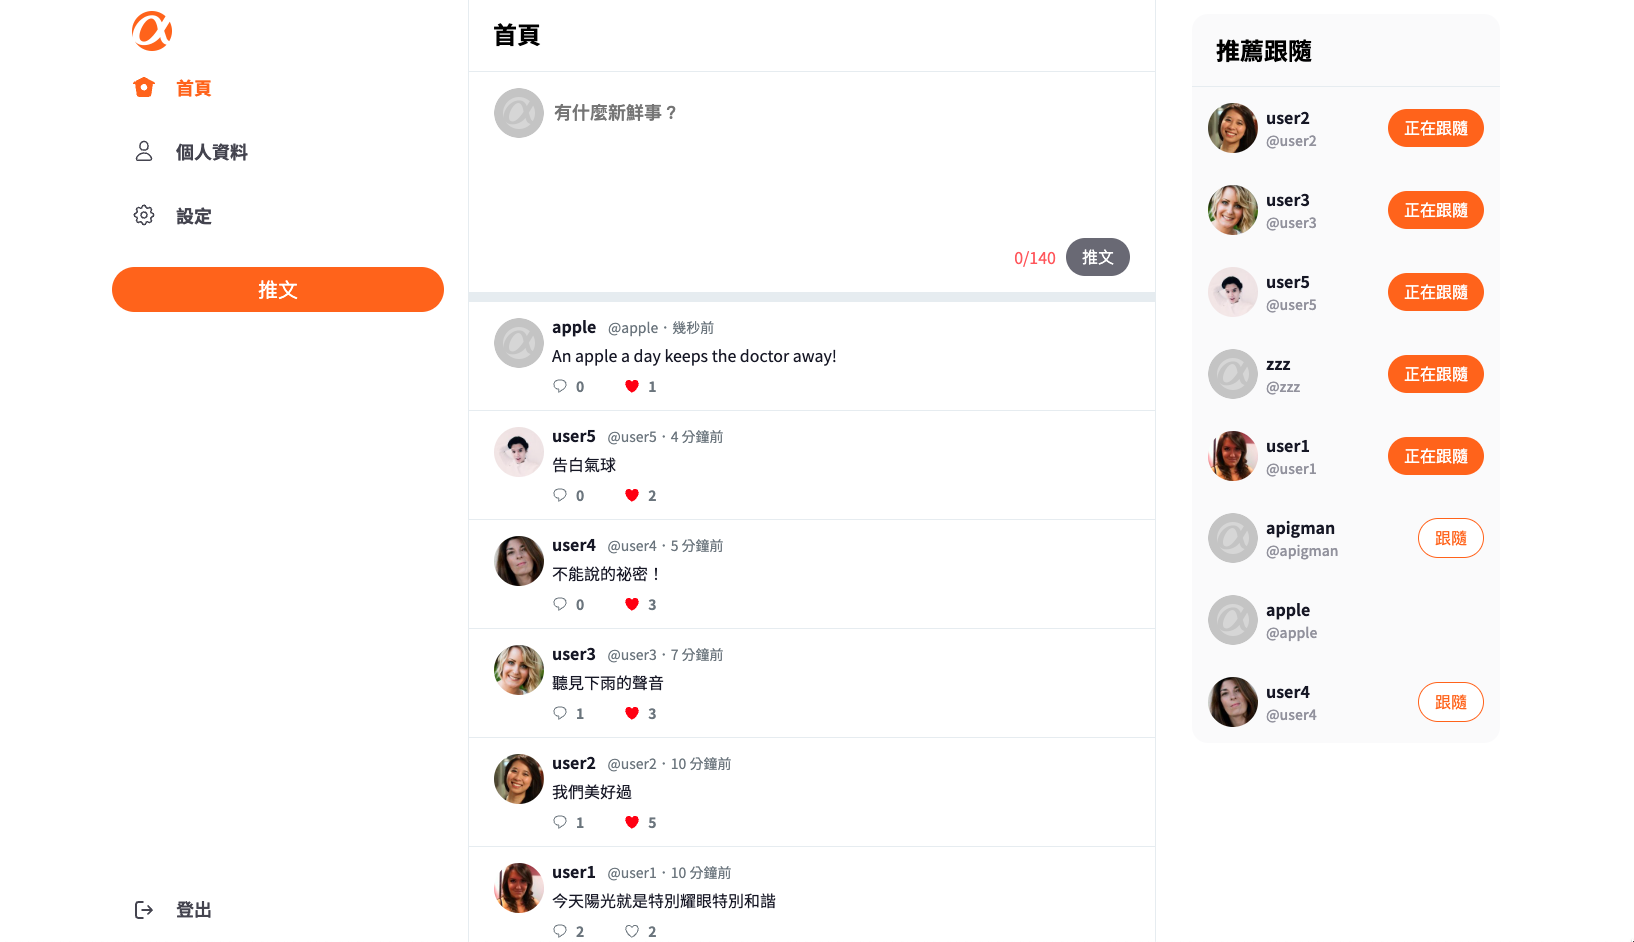 首頁
個人資料
設定
推文
登出
首頁
有什麼新鮮事？
0/140 推文
apple @apple · 幾秒前
An apple a day keeps the doctor away!
0 1
user5 @user5 · 4 分鐘前
告白氣球
0 2
user4 @user4 · 5 分鐘前
不能說的祕密！
0 3
user3 @user3 · 7 分鐘前
聽見下雨的聲音
1 3
user2 @user2 · 10 分鐘前
我們美好過
1 5
user1 @user1 · 10 分鐘前
今天陽光就是特別耀眼特別和諧
2 2
推薦跟隨
user2
@user2
正在跟隨
user3
@user3
正在跟隨
user5
@user5
正在跟隨
zzz
@zzz
正在跟隨
user1
@user1
正在跟隨
apigman
@apigman
跟隨
apple
@apple
user4
@user4
跟隨